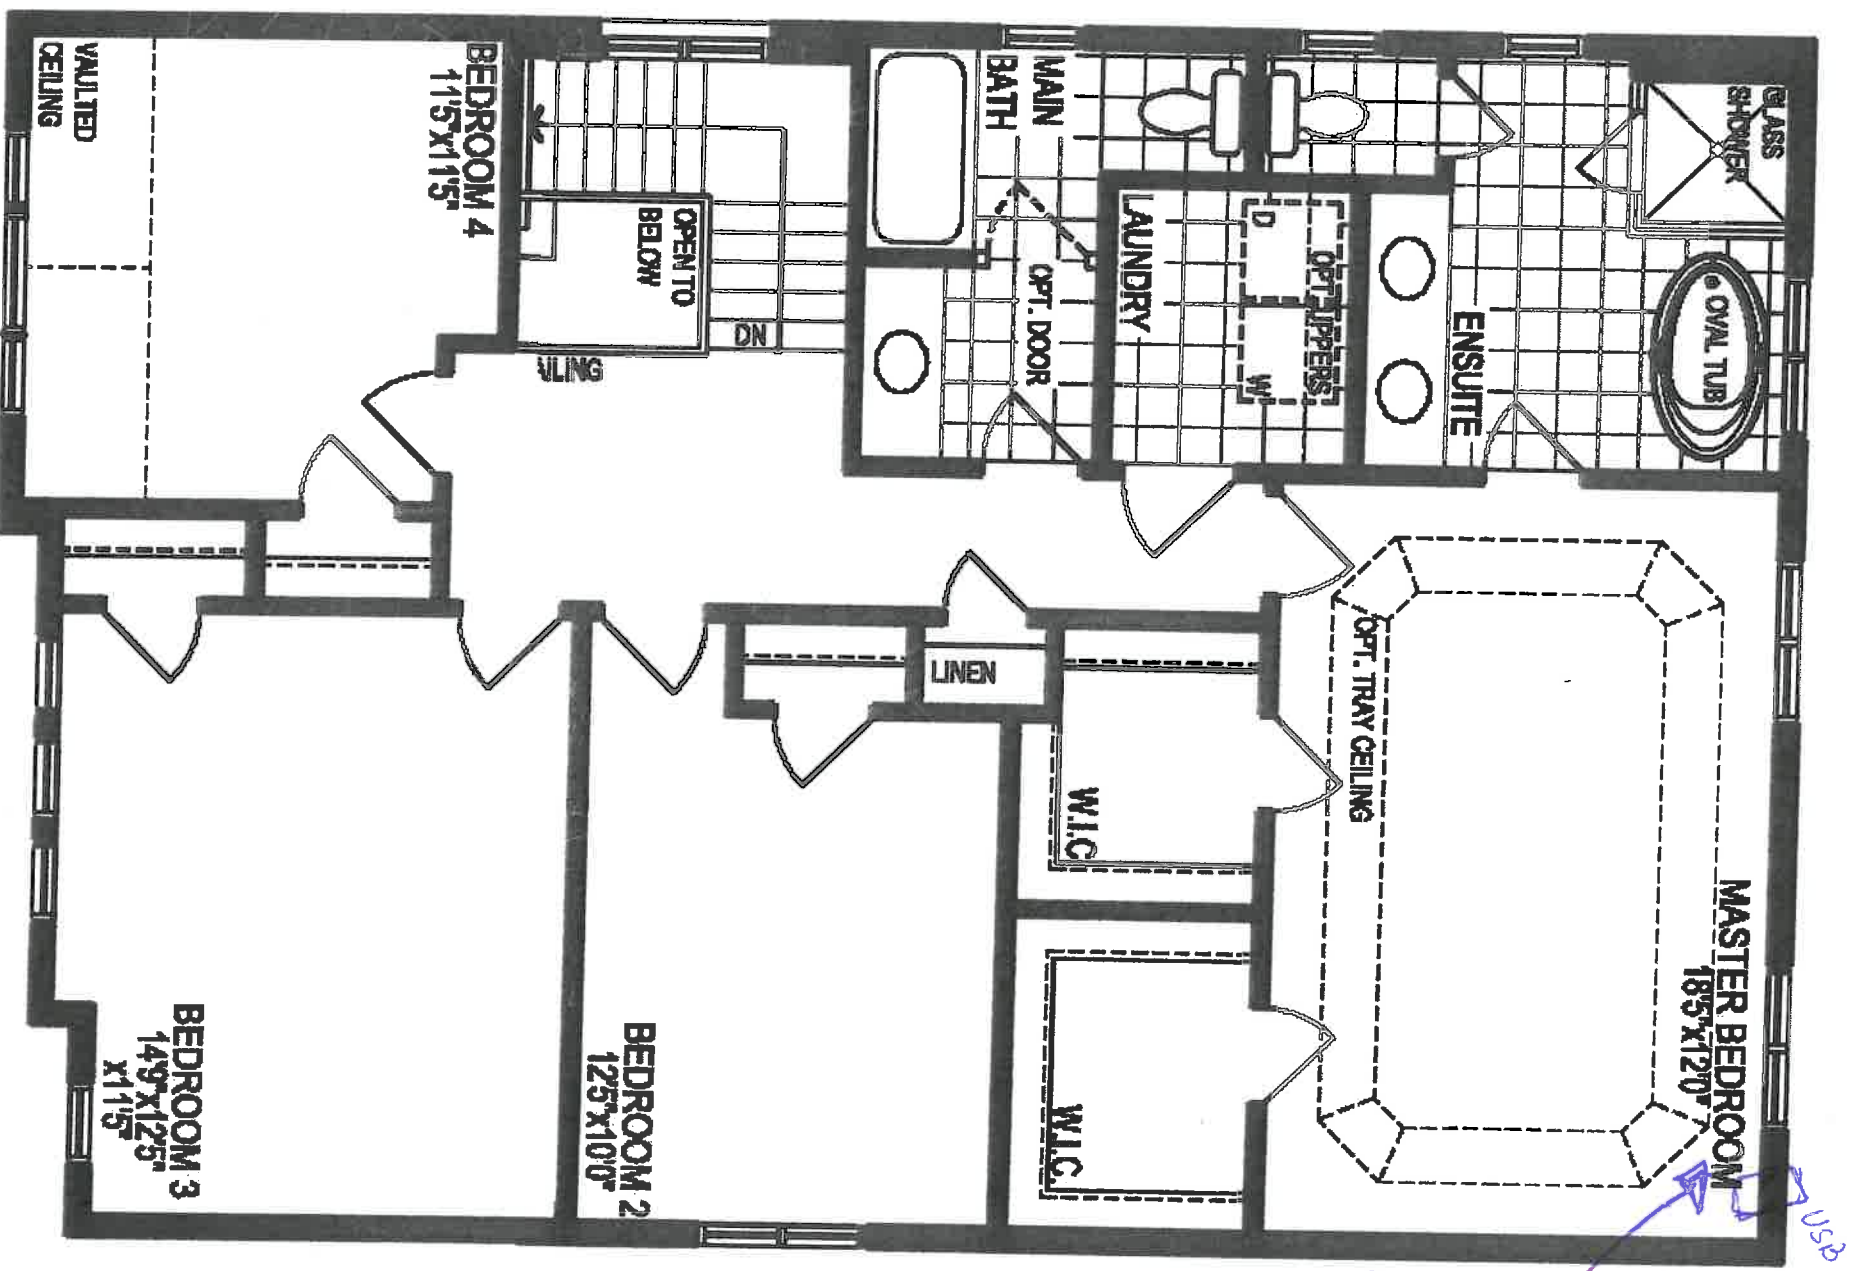 GLASS
SHOWER
OVAL TUB
ENSUITE
MASTER BEDROOM
18'5"X12'0"
USB
OPT. TRAY CEILING
OPT. UPPERS
D
W
LAUNDRY
MAIN
BATH
OPT. DOOR
W.I.C
W.I.C.
LINEN
DN
OPEN TO
BELOW
BEDROOM 4
11'5"X11'5"
VAULTED
CEILING
BEDROOM 2
12'5"X10'0"
BEDROOM 3
14'9"X12'5"
X11'5"